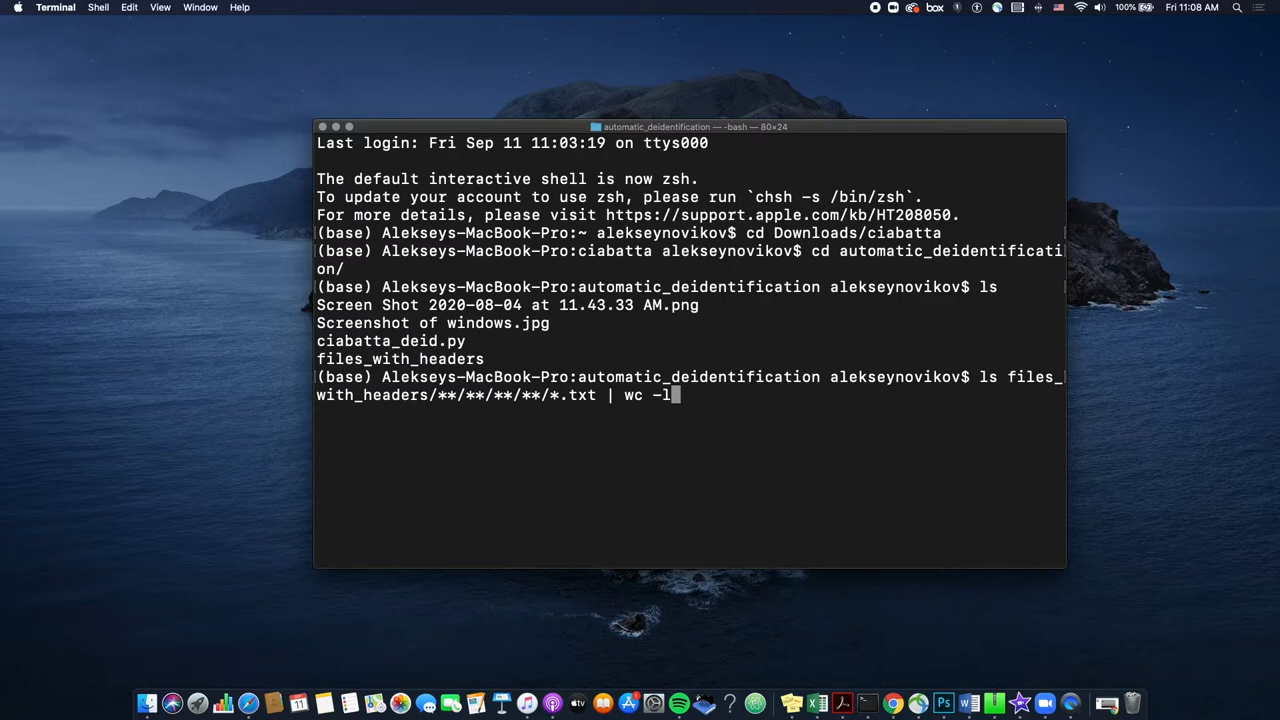 Terminal Shell Edit View Window Help box 100% Fri 11:08 AM
automatic_deidentification — -bash — 80×24
Last login: Fri Sep 11 11:03:19 on ttys000
The default interactive shell is now zsh.
To update your account to use zsh, please run `chsh -s /bin/zsh`.
For more details, please visit https://support.apple.com/kb/HT208050.
(base) Alekseys-MacBook-Pro:~ alekseynovikov$ cd Downloads/ciabatta
(base) Alekseys-MacBook-Pro:ciabatta alekseynovikov$ cd automatic_deidentificati
on/
(base) Alekseys-MacBook-Pro:automatic_deidentification alekseynovikov$ ls
Screen Shot 2020-08-04 at 11.43.33 AM.png
Screenshot of windows.jpg
ciabatta_deid.py
files_with_headers
(base) Alekseys-MacBook-Pro:automatic_deidentification alekseynovikov$ ls files_
with_headers/**/**/**/**/*.txt | wc -l